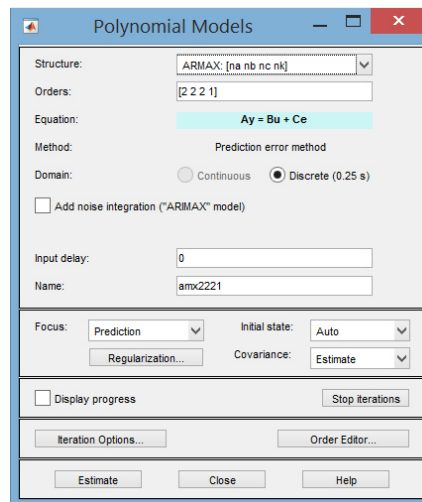 Polynomial Models
Structure: ARMAX: [na nb nc nk]
Orders: [2 2 2 1]
Equation: Ay = Bu + Ce
Method: Prediction error method
Domain: Continuous Discrete (0.25 s)
Add noise integration ("ARIMAX" model)
Input delay: 0
Name: amx2221
Focus: Prediction Initial state: Auto
Regularization... Covariance: Estimate
Display progress Stop iterations
Iteration Options... Order Editor...
Estimate Close Help